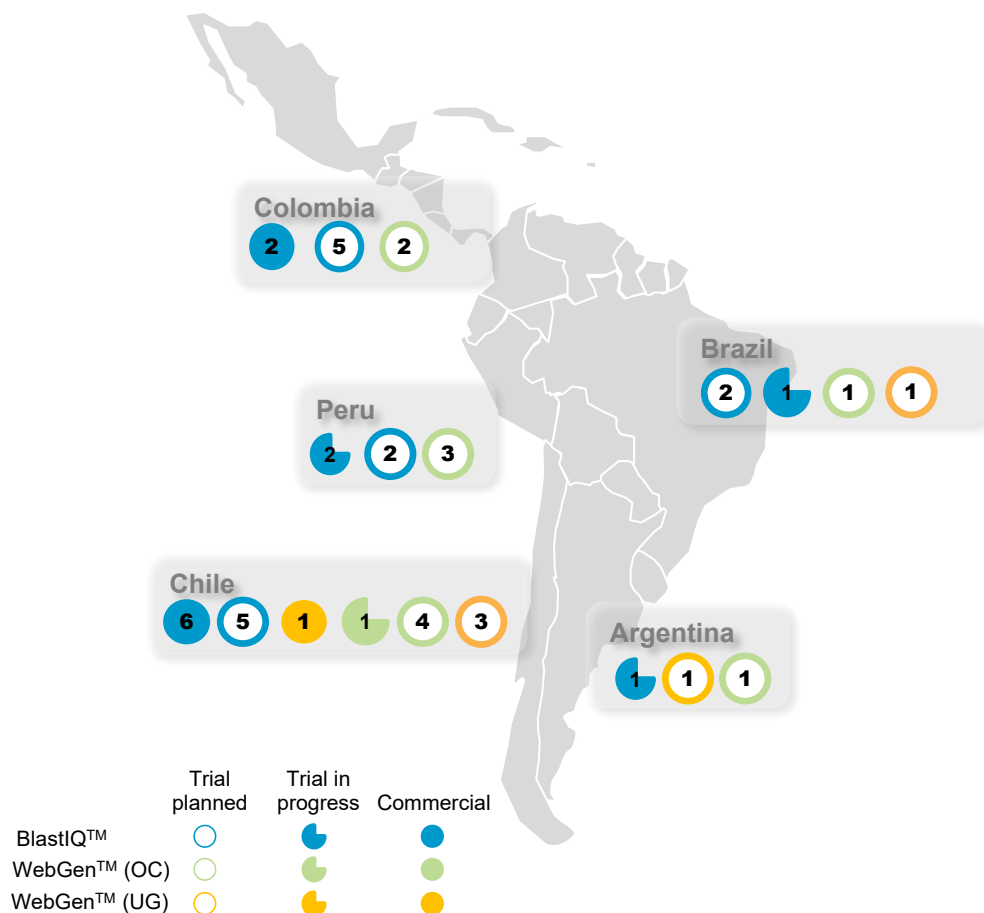 Colombia
2 5 2
Brazil
2 1 1 1
Peru
2 2 3
Chile
6 5 1 1 4 3
Argentina
1 1 1
Trial planned
Trial in progress
Commercial
BlastIQ™
WebGen™ (OC)
WebGen™ (UG)